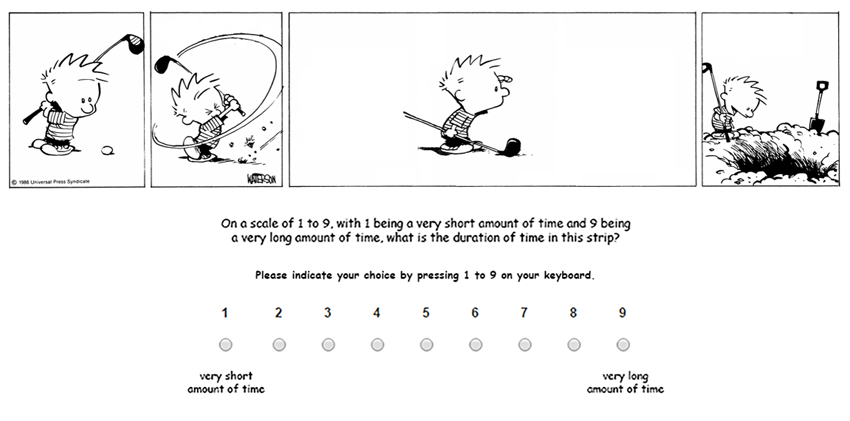 © 1986 Universal Press Syndicate
WATTERSON
On a scale of 1 to 9, with 1 being a very short amount of time and 9 being
a very long amount of time, what is the duration of time in this strip?
Please indicate your choice by pressing 1 to 9 on your keyboard.
1 2 3 4 5 6 7 8 9
very short
amount of time
very long
amount of time